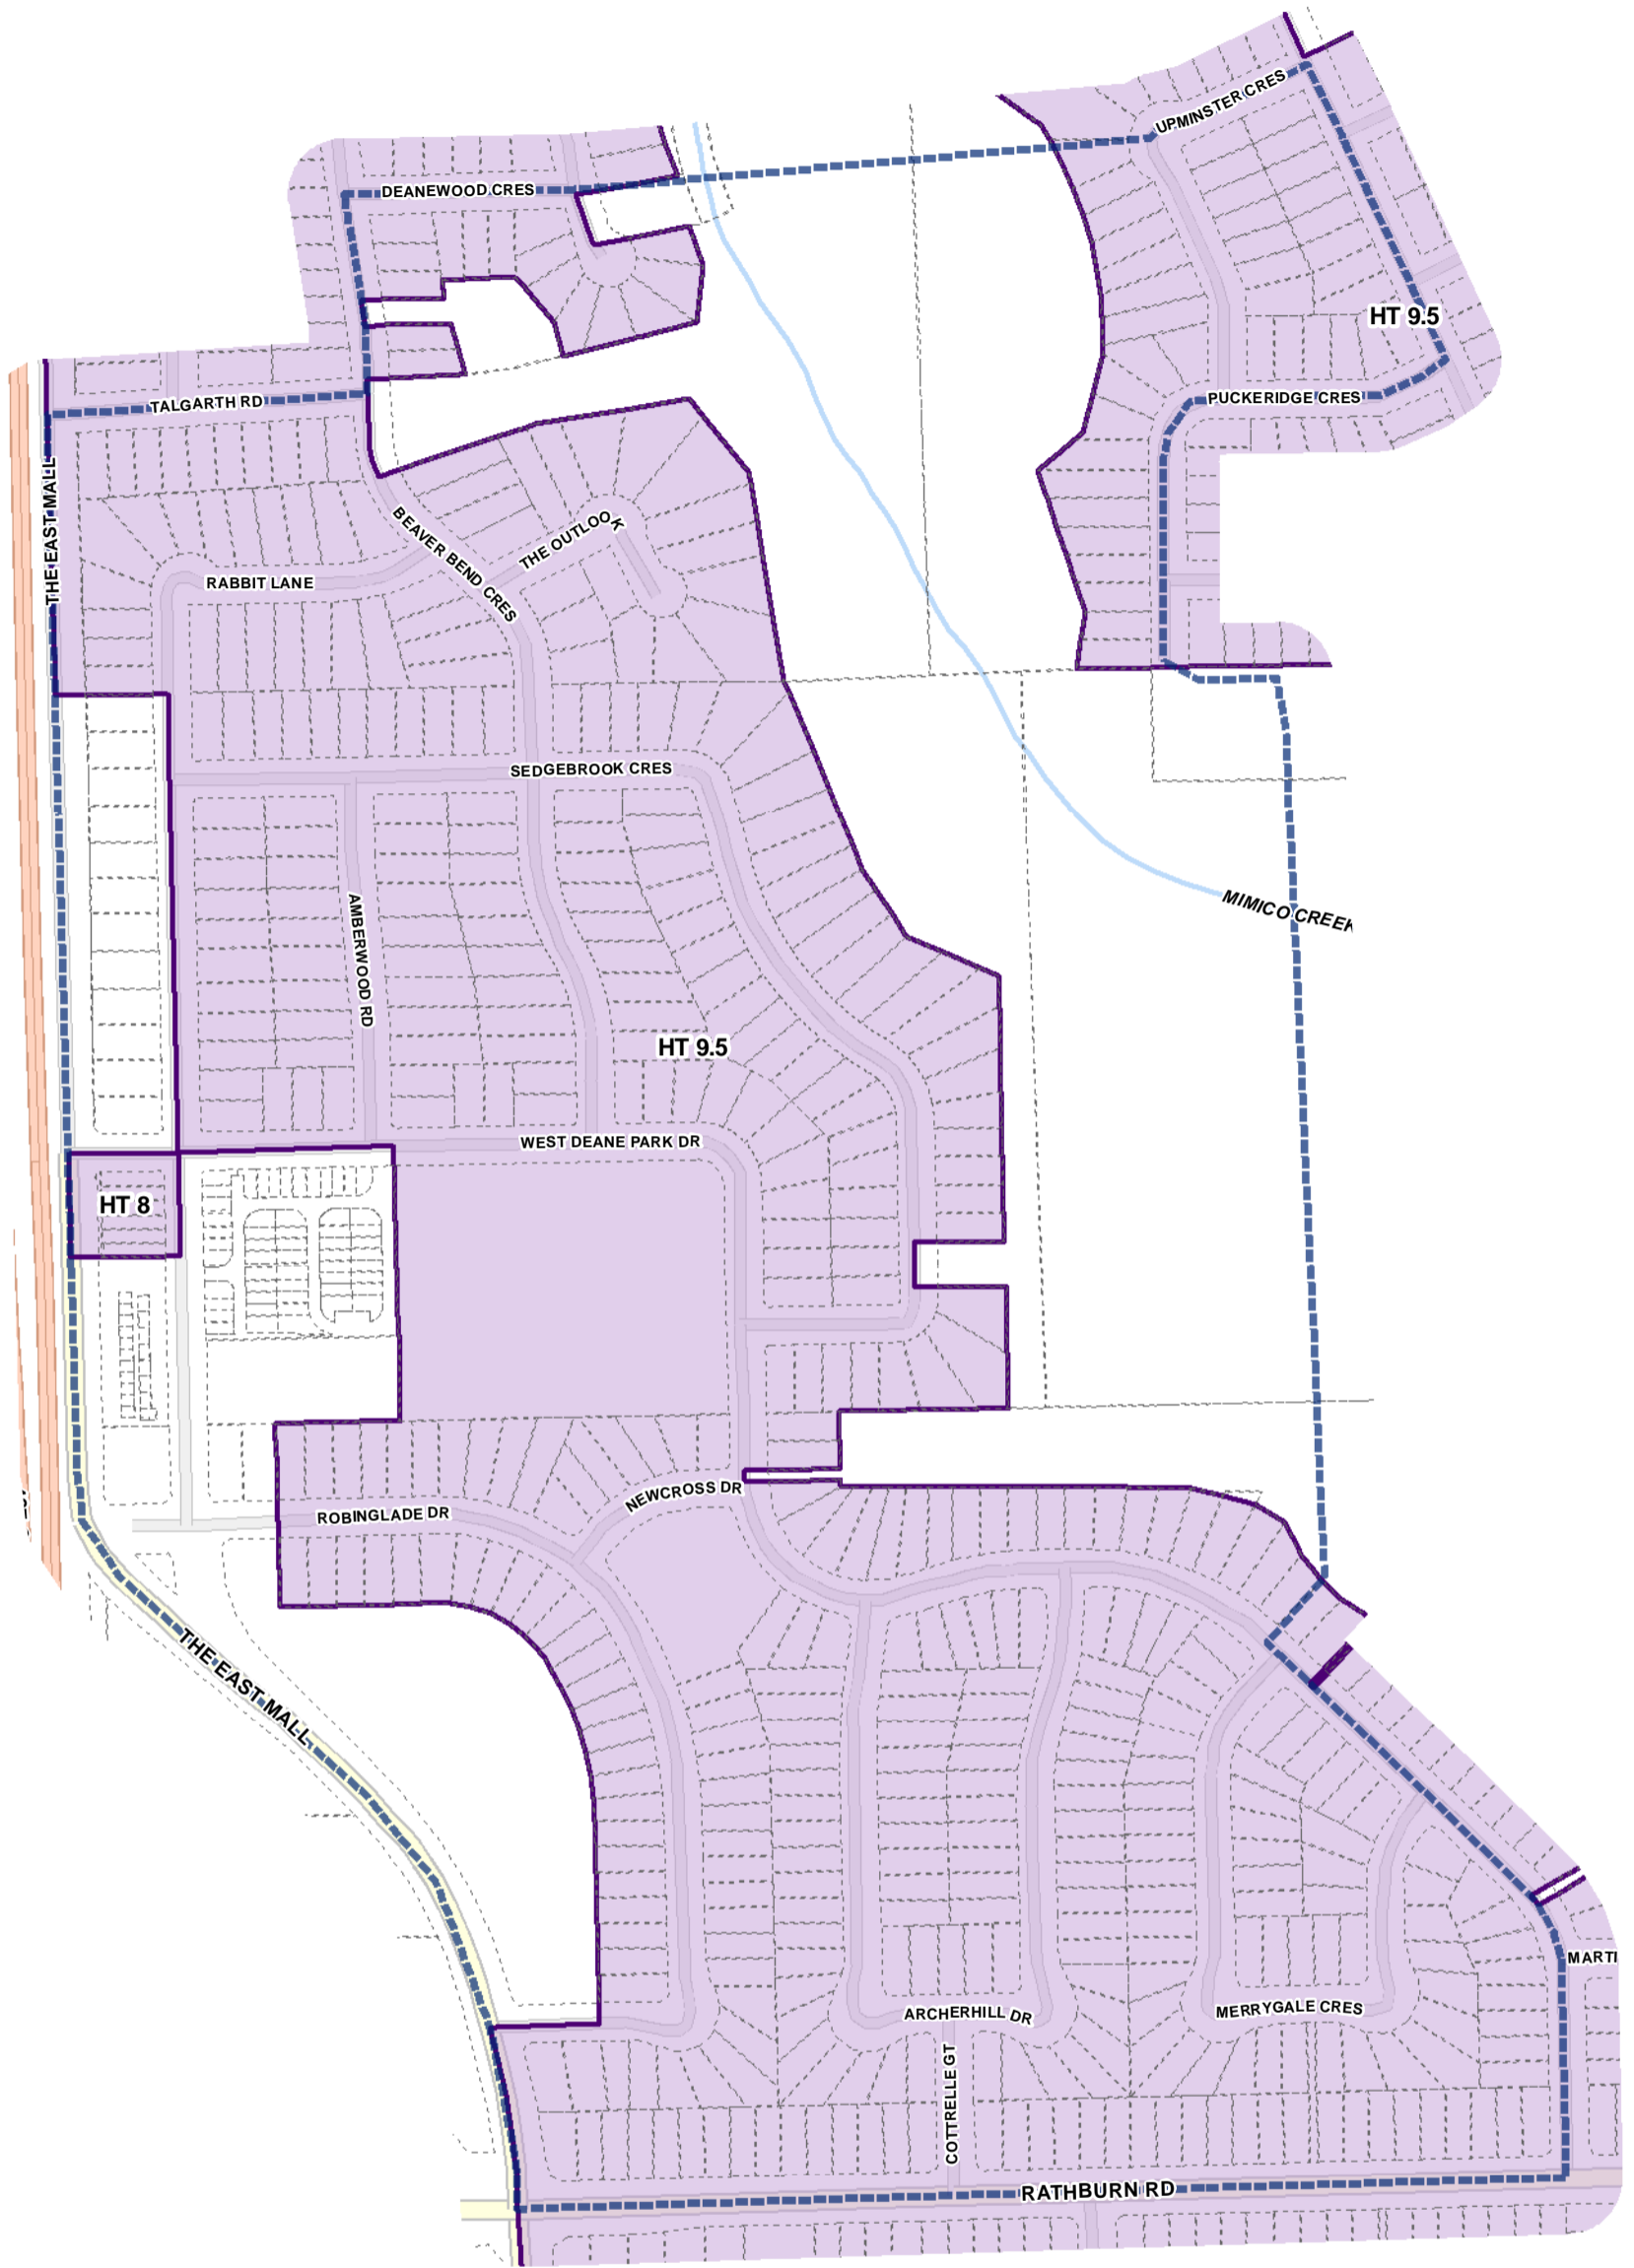 UPMINSTER CRES
DEANEWOOD CRES
HT 9.5
PUCKERIDGE CRES
TALGARTH RD
THE EAST MALL
BEAVER BEND CRES
THE OUTLOOK
RABBIT LANE
SEDGEBROOK CRES
MIMICO CREEK
AMBERWOOD RD
HT 9.5
WEST DEANE PARK DR
HT 8
NEWCROSS DR
ROBINGLADE DR
THE EAST MALL
MARTI
ARCHERHILL DR
MERRYGALE CRES
COTTRELLE GT
RATHBURN RD